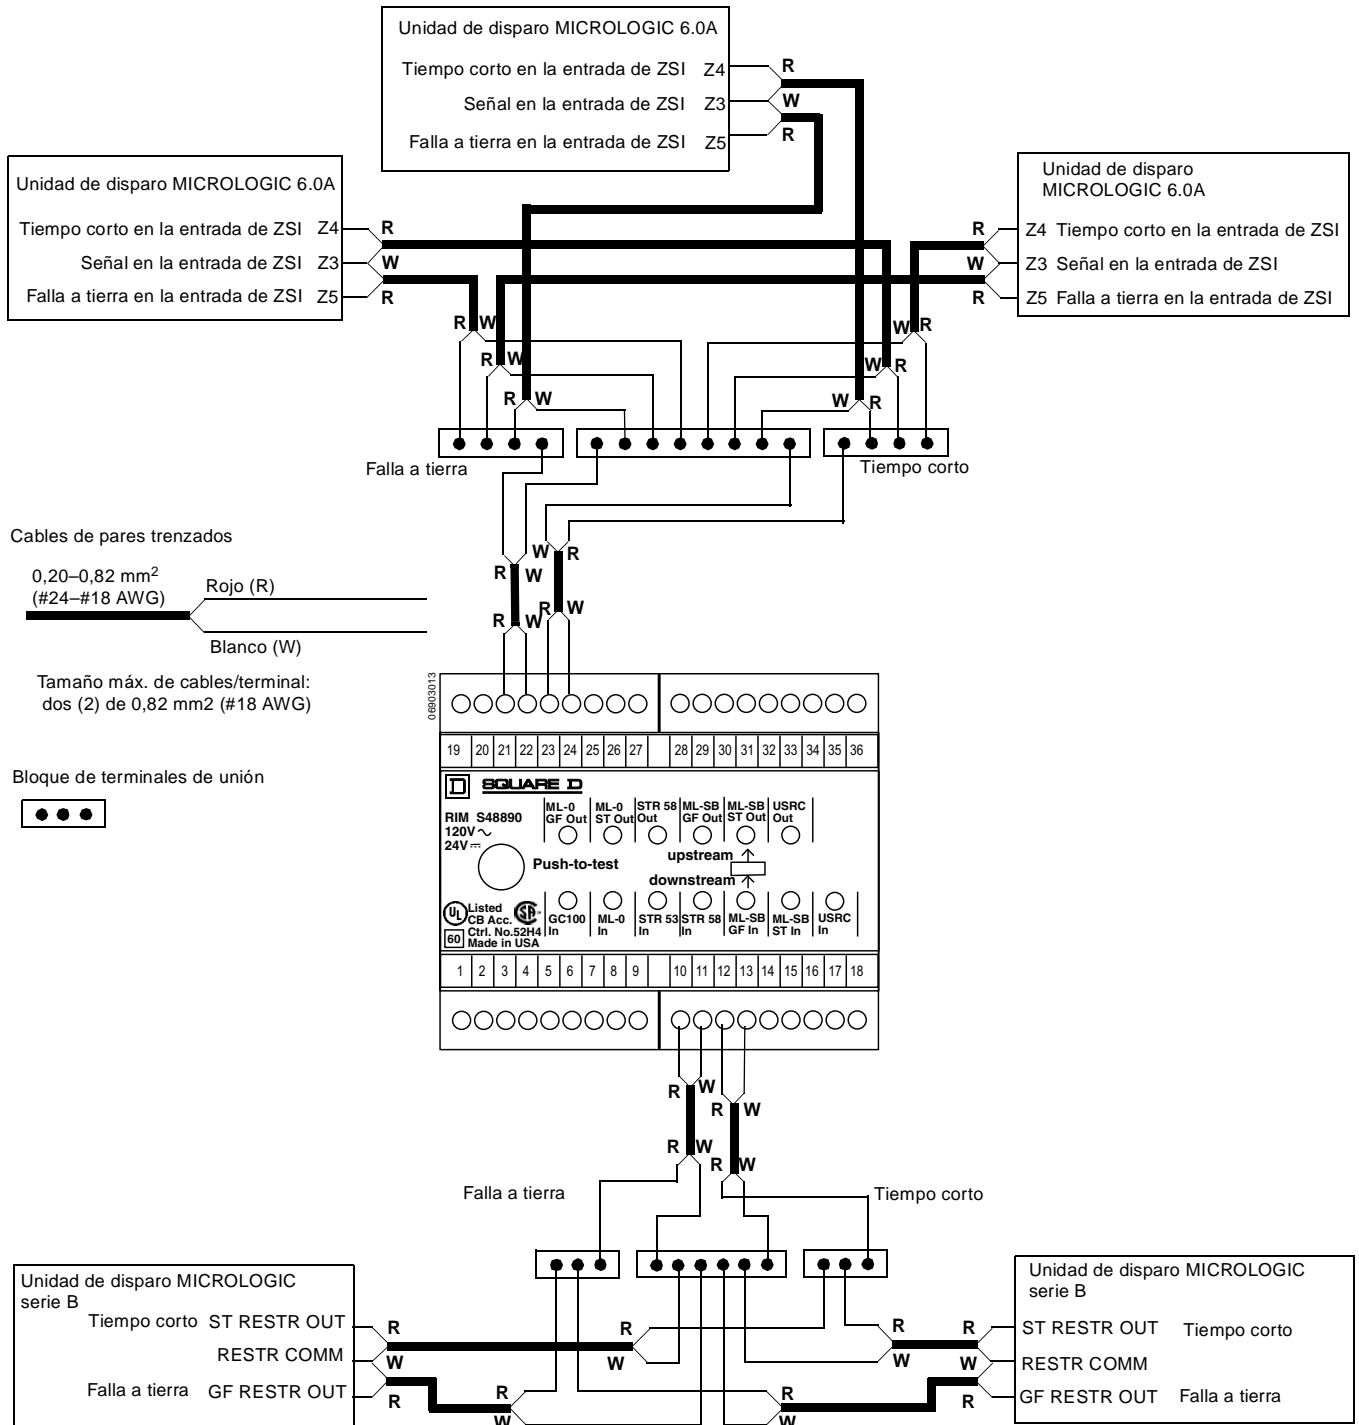 Unidad de disparo MICROLOGIC 6.0A
Tiempo corto en la entrada de ZSI Z4
Señal en la entrada de ZSI Z3
Falla a tierra en la entrada de ZSI Z5
R
W
R
Unidad de disparo MICROLOGIC 6.0A
Tiempo corto en la entrada de ZSI Z4
Señal en la entrada de ZSI Z3
Falla a tierra en la entrada de ZSI Z5
R
W
R
Unidad de disparo
MICROLOGIC 6.0A
Z4 Tiempo corto en la entrada de ZSI
Z3 Señal en la entrada de ZSI
Z5 Falla a tierra en la entrada de ZSI
R
W
R
R W
W R
R W
W R
R W
W R
Falla a tierra
Tiempo corto
Cables de pares trenzados
0,20–0,82 mm2
(#24–#18 AWG)
Rojo (R)
Blanco (W)
Tamaño máx. de cables/terminal:
dos (2) de 0,82 mm2 (#18 AWG)
Bloque de terminales de unión
W R
R W
R W
R W
06903013
19 20 21 22 23 24 25 26 27 28 29 30 31 32 33 34 35 36
D SQUARE D
RIM S48890
120V
24V
ML-0 GF Out
ML-0 ST Out
STR 58 Out
ML-SB GF Out
ML-SB ST Out
USRC Out
Push-to-test
upstream
downstream
UL Listed
CB Acc.
Ctrl. No.52H4
60 Made in USA
GC100 In
ML-0 In
STR 53 In
STR 58 In
ML-SB GF In
ML-SB ST In
USRC In
1 2 3 4 5 6 7 8 9 10 11 12 13 14 15 16 17 18
R W
R W
R W
R W
Falla a tierra
Tiempo corto
Unidad de disparo MICROLOGIC
serie B
Tiempo corto ST RESTR OUT
RESTR COMM
Falla a tierra GF RESTR OUT
R
W
R
R
W
R
W
Unidad de disparo MICROLOGIC
serie B
ST RESTR OUT Tiempo corto
RESTR COMM
GF RESTR OUT Falla a tierra
R
W
R
R
W
R
W